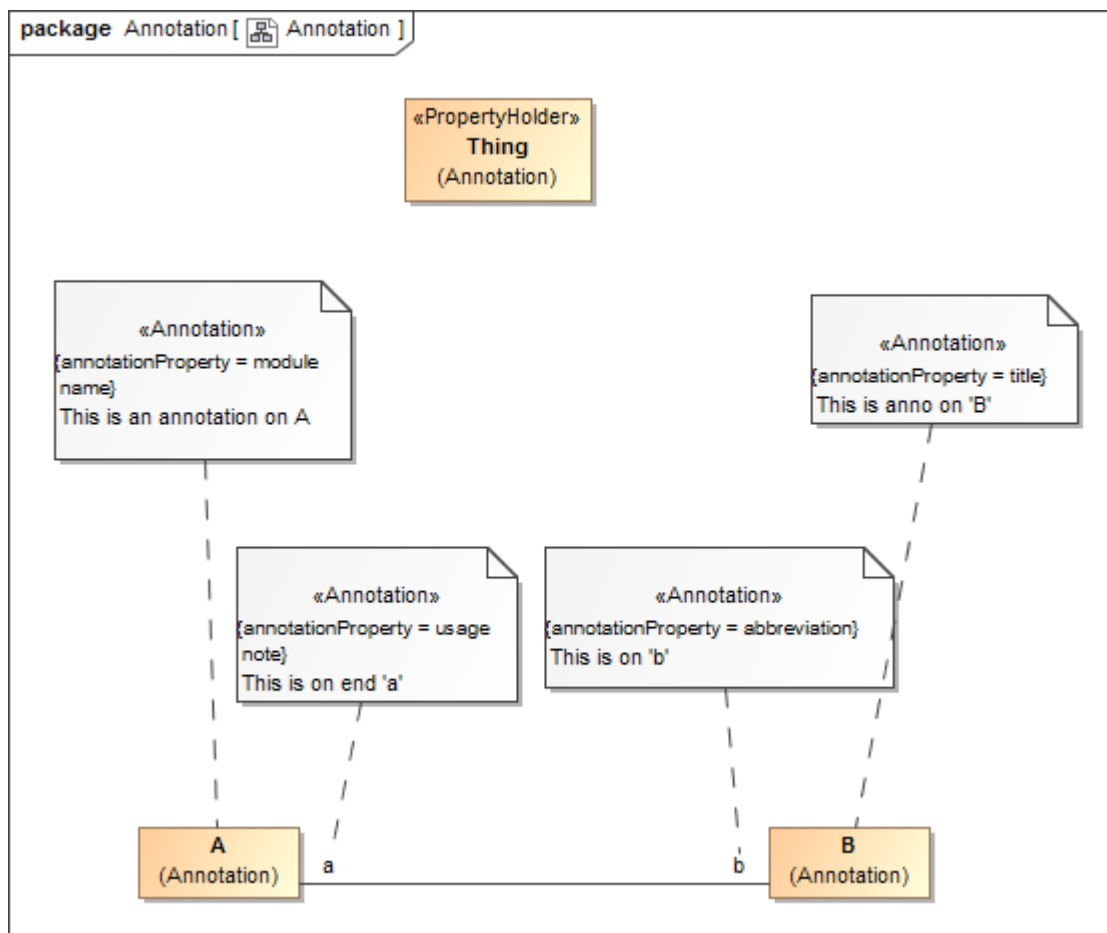 package Annotation [ Annotation ]
«PropertyHolder»
Thing
(Annotation)
«Annotation»
{annotationProperty = module
name}
This is an annotation on A
«Annotation»
{annotationProperty = title}
This is anno on 'B'
«Annotation»
{annotationProperty = usage
note}
This is on end 'a'
«Annotation»
{annotationProperty = abbreviation}
This is on 'b'
A
(Annotation)
a
b
B
(Annotation)